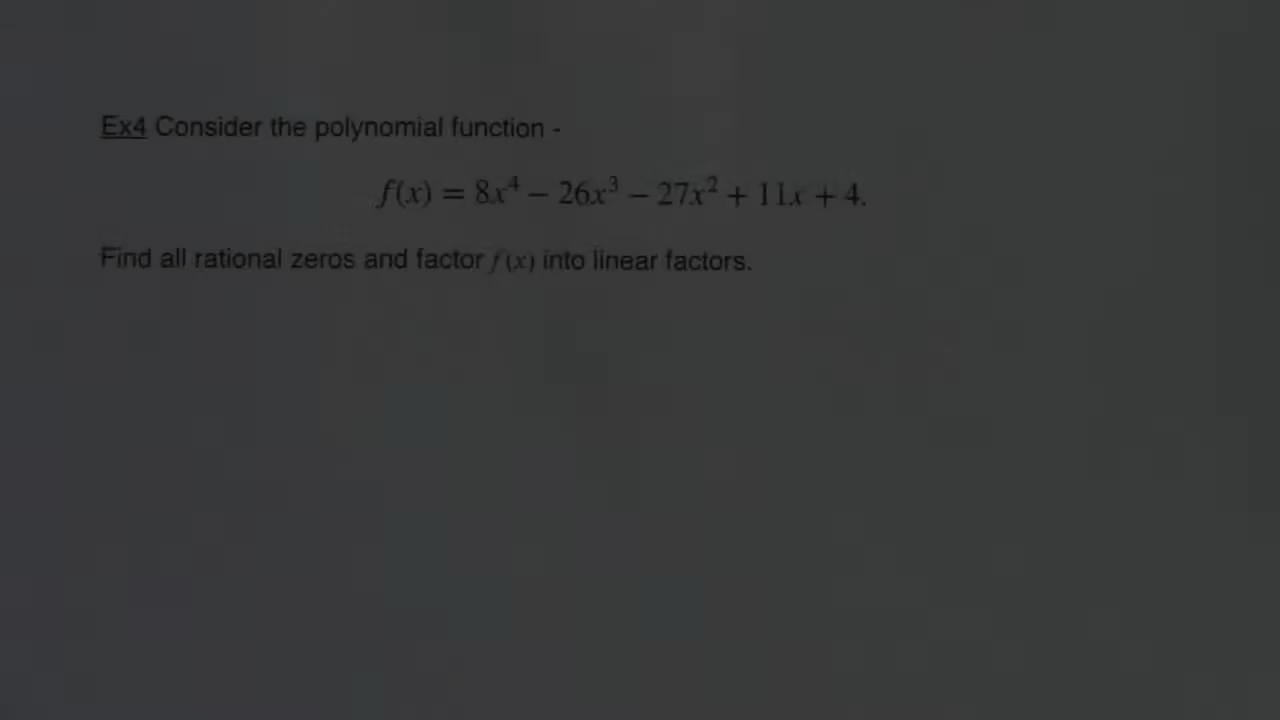 Ex4 Consider the polynomial function -
f(x) = 8x⁴ − 26x³ − 27x² + 11x + 4.
Find all rational zeros and factor f(x) into linear factors.